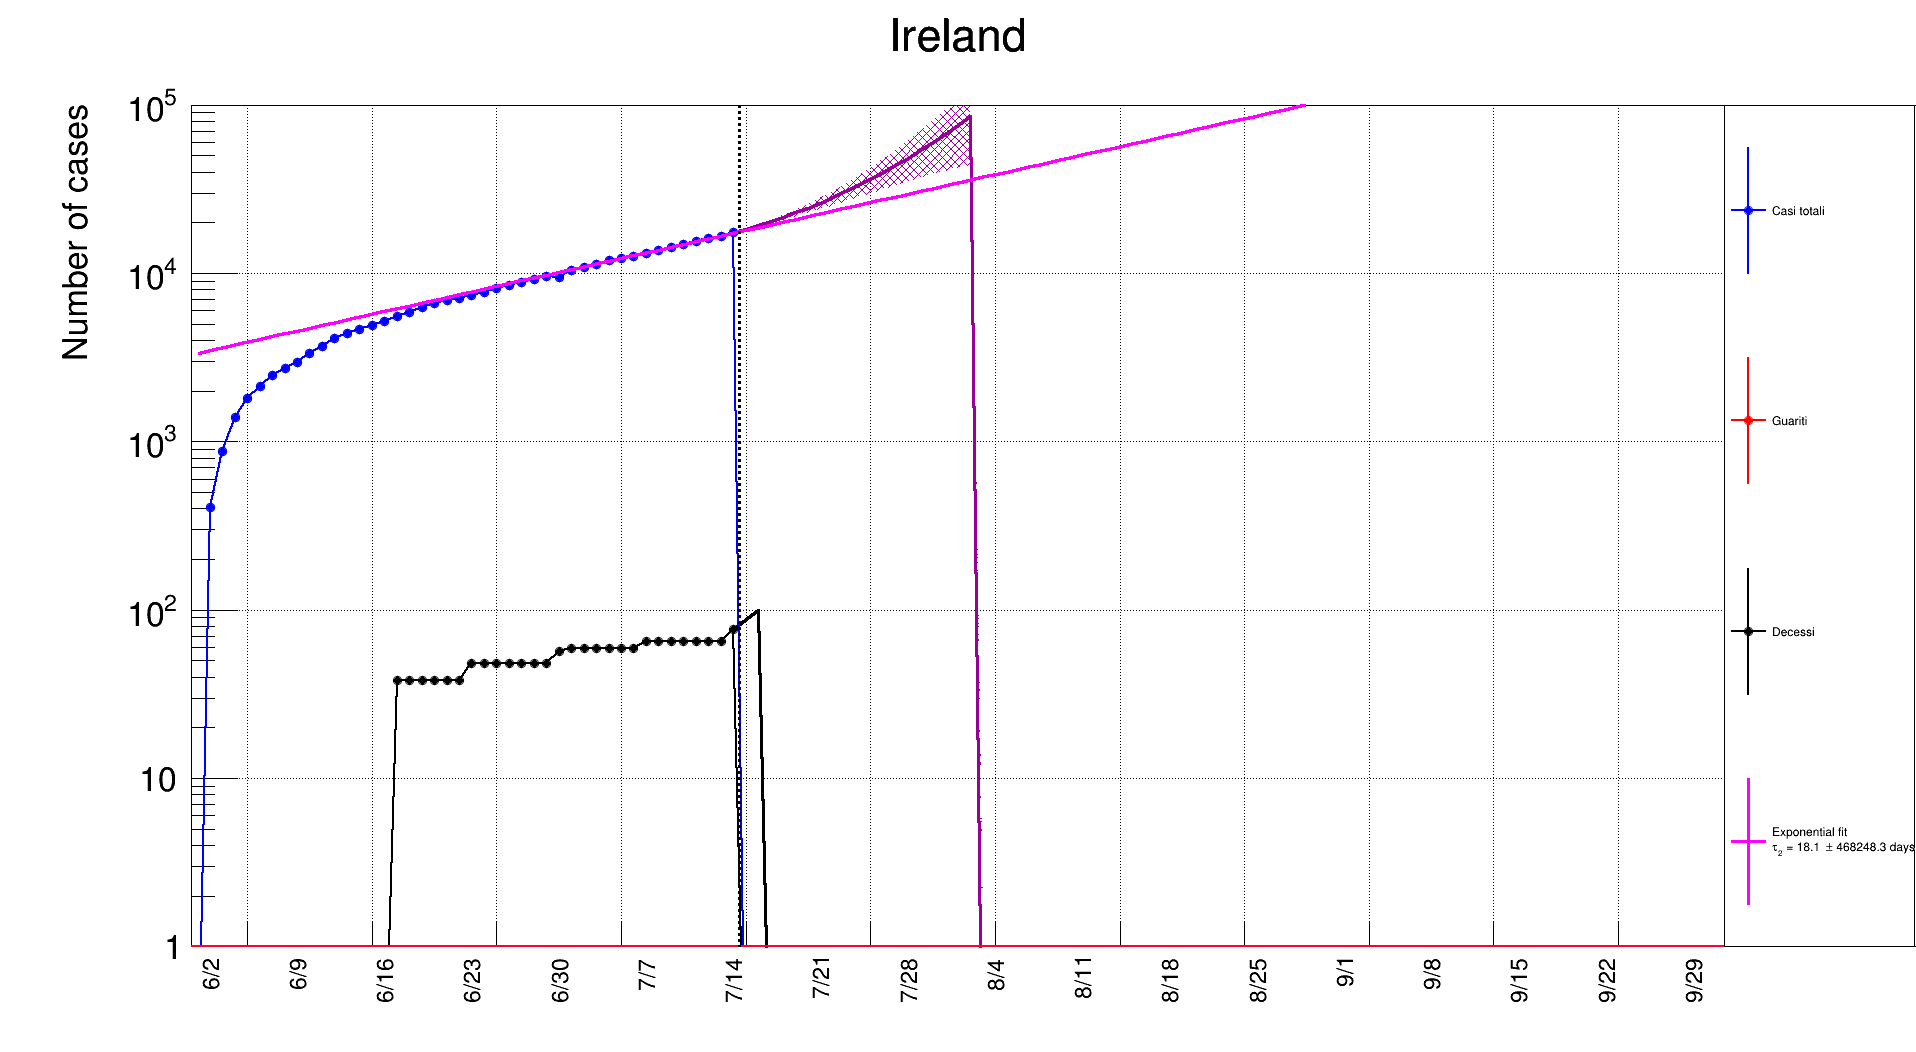 Ireland
Number of cases
10^5
10^4
10^3
10^2
10
1
6/2 6/9 6/16 6/23 6/30 7/7 7/14 7/21 7/28 8/4 8/11 8/18 8/25 9/1 9/8 9/15 9/22 9/29
Casi totali
Guariti
Decessi
Exponential fit
τ_2 = 18.1 ± 468248.3 days